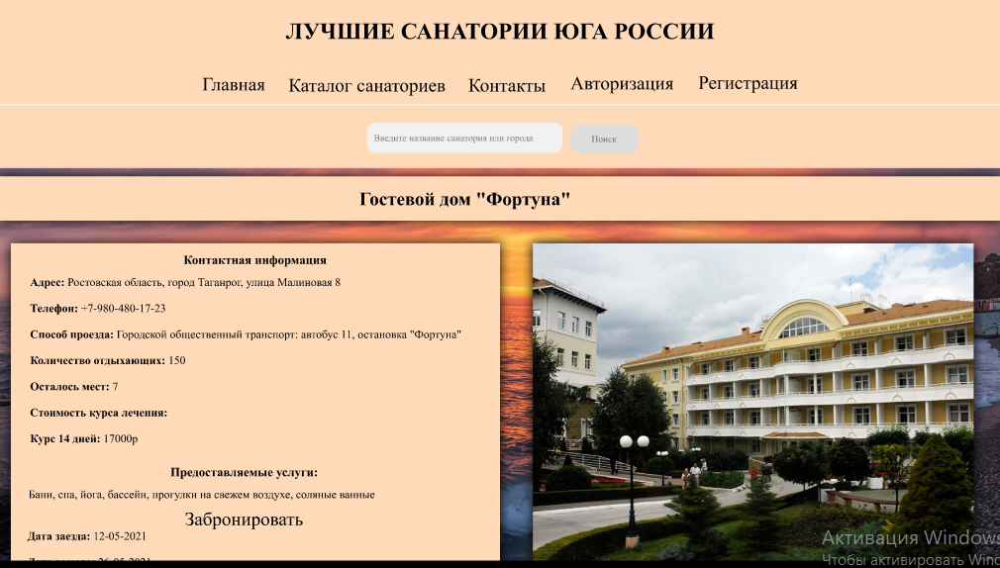 ЛУЧШИЕ САНАТОРИИ ЮГА РОССИИ
Главная Каталог санаториев Контакты Авторизация Регистрация
Введите название санатория или города Поиск
Гостевой дом "Фортуна"
Контактная информация
Адрес: Ростовская область, город Таганрог, улица Малиновая 8
Телефон: +7-980-480-17-23
Способ проезда: Городской общественный транспорт: автобус 11, остановка "Фортуна"
Количество отдыхающих: 150
Осталось мест: 7
Стоимость курса лечения:
Курс 14 дней: 17000р
Предоставляемые услуги:
Бани, спа, йога, бассейн, прогулки на свежем воздухе, соляные ванные
Забронировать
Дата заезда: 12-05-2021
26-05-2021
Активация Windows
Чтобы активировать Wind